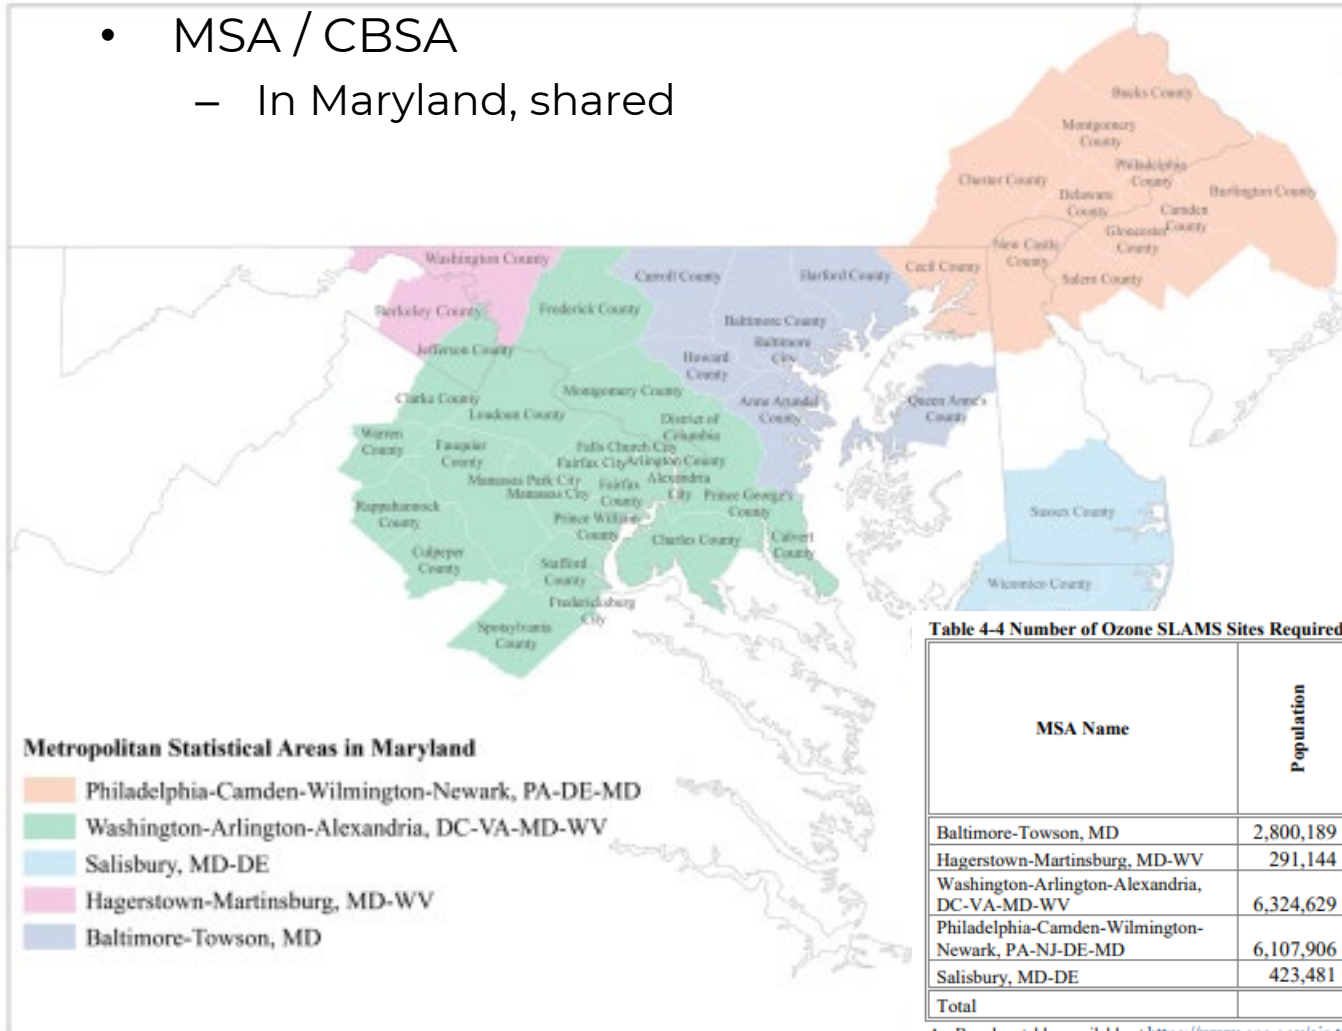 • MSA / CBSA
– In Maryland, shared
Bucks County
Montgomery
County
Philadelphia
County
Chester County
Delaware
County
Burlington County
Camden
County
Gloucester
County
New Castle
County
Cecil County
Salem County
Washington County
Carroll County
Harford County
Berkeley County
Frederick County
Baltimore County
Baltimore
City
Jefferson County
Howard
County
Montgomery County
Clarke County
Anne Arundel
County
Queen Anne's
County
Loudoun County
District of
Columbia
Warren
County
Fauquier
County
Falls Church City
Fairfax City
Arlington County
Manassas Park City
Manassas City
Fairfax
County
Alexandria
City
Prince George's
County
Rappahannock
County
Prince William
County
Charles County
Calvert
County
Culpeper
County
Stafford
County
Fredericksburg
City
Spotsylvania
County
Sussex County
Wicomico County
Metropolitan Statistical Areas in Maryland
Philadelphia-Camden-Wilmington-Newark, PA-DE-MD
Washington-Arlington-Alexandria, DC-VA-MD-WV
Salisbury, MD-DE
Hagerstown-Martinsburg, MD-WV
Baltimore-Towson, MD
Table 4-4 Number of Ozone SLAMS Sites Required
MSA Name
Population
Baltimore-Towson, MD 2,800,189
Hagerstown-Martinsburg, MD-WV 291,144
Washington-Arlington-Alexandria,
DC-VA-MD-WV 6,324,629
Philadelphia-Camden-Wilmington-
Newark, PA-NJ-DE-MD 6,107,906
Salisbury, MD-DE 423,481
Total